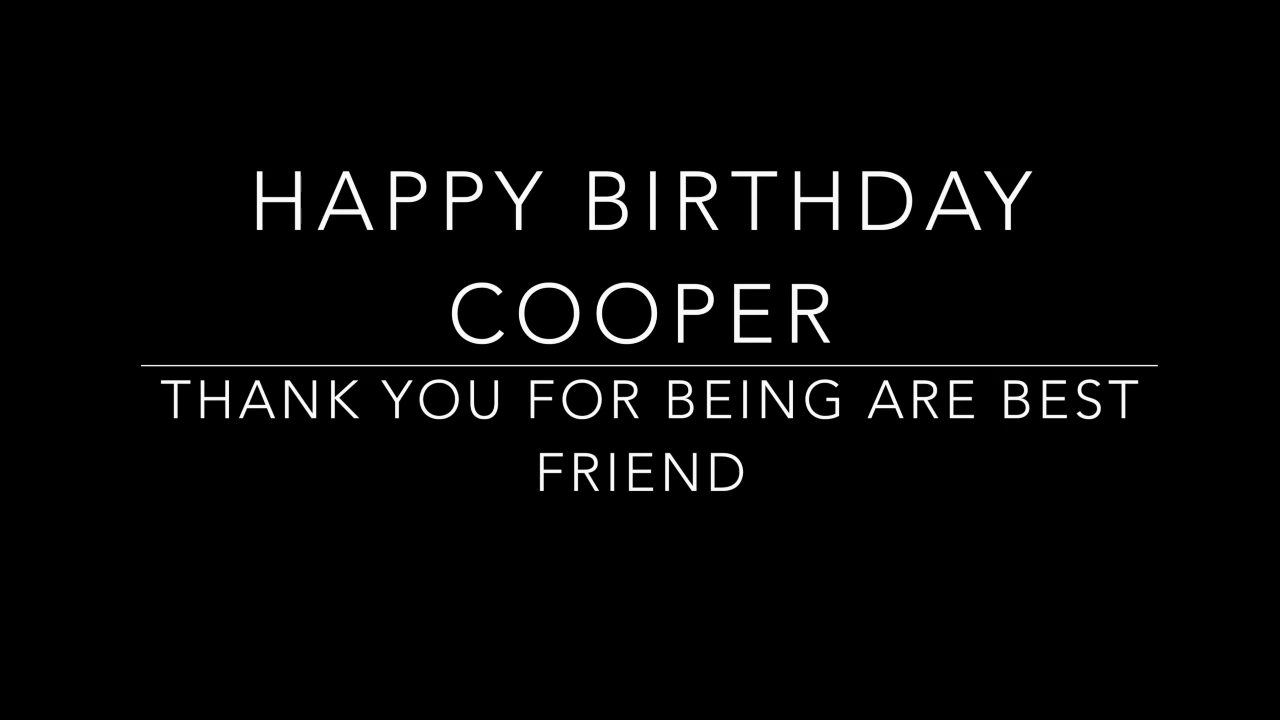 HAPPY BIRTHDAY
COOPER
THANK YOU FOR BEING ARE BEST
FRIEND